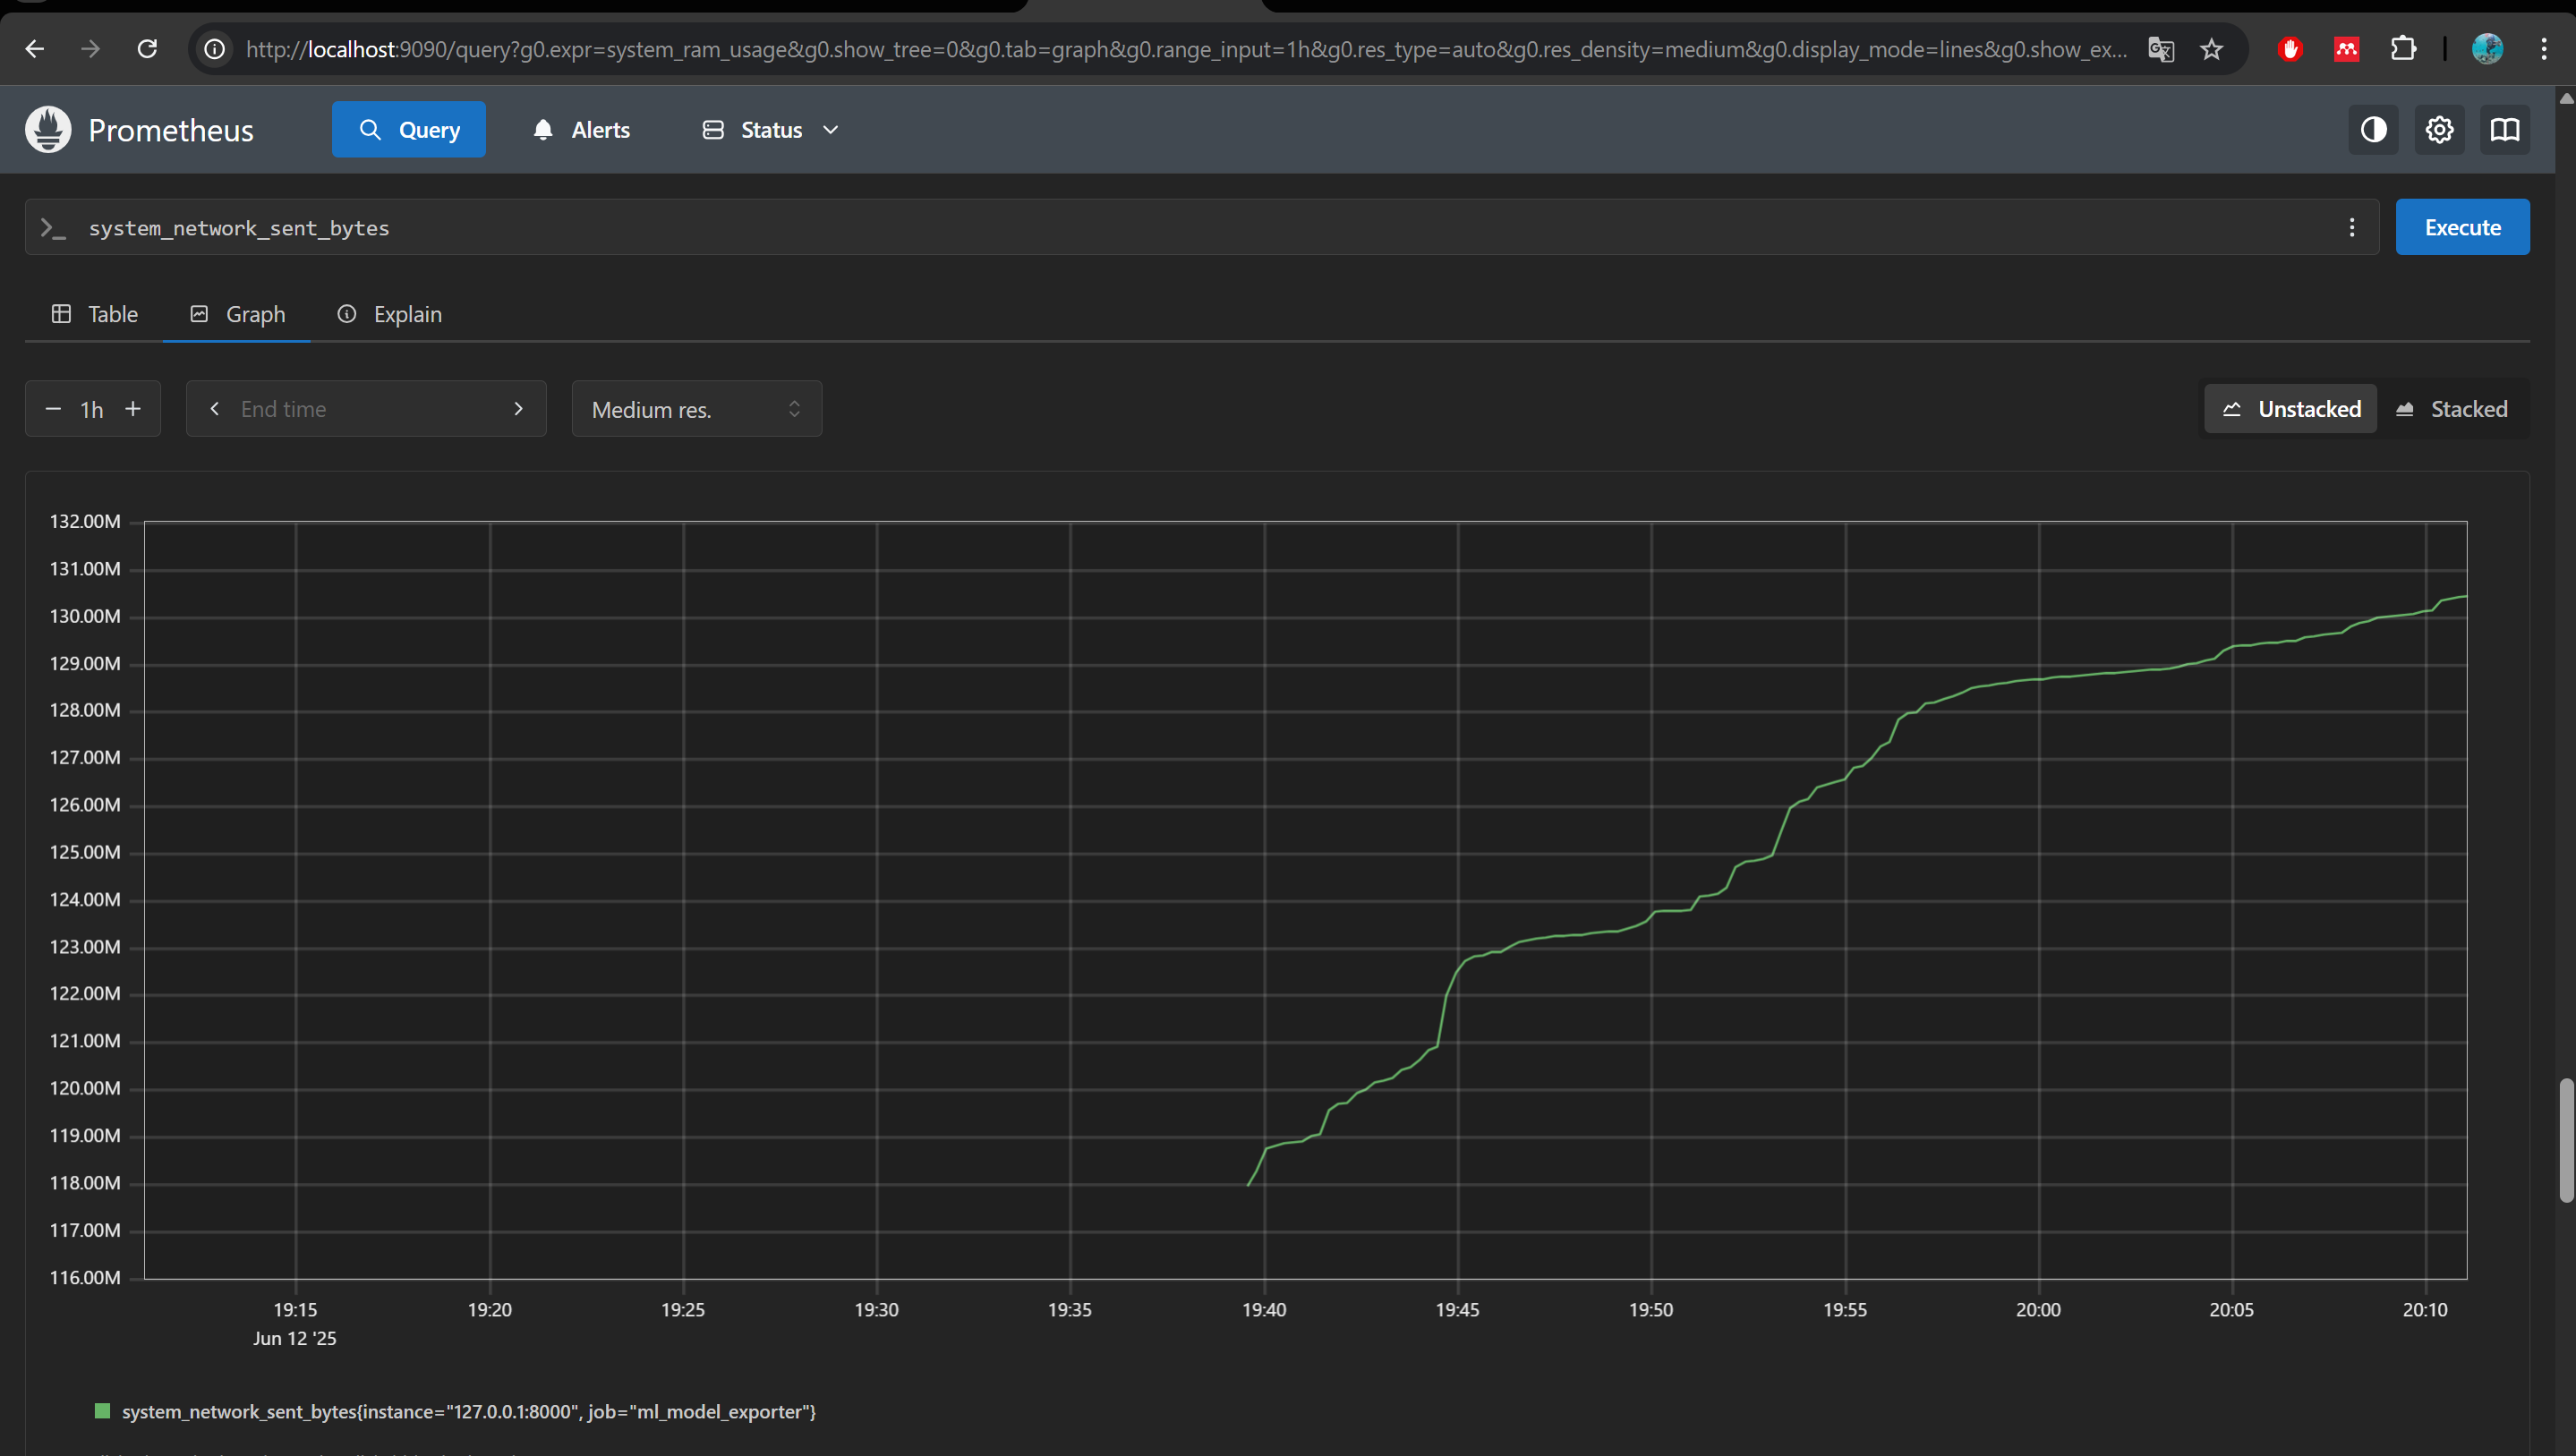 http://localhost:9090/query?g0.expr=system_ram_usage&g0.show_tree=0&g0.tab=graph&g0.range_input=1h&g0.res_type=auto&g0.res_density=medium&g0.display_mode=lines&g0.show_ex...
Prometheus Query Alerts Status
system_network_sent_bytes Execute
Table Graph Explain
1h End time Medium res. Unstacked Stacked
132.00M
131.00M
130.00M
129.00M
128.00M
127.00M
126.00M
125.00M
124.00M
123.00M
122.00M
121.00M
120.00M
119.00M
118.00M
117.00M
116.00M
19:15 19:20 19:25 19:30 19:35 19:40 19:45 19:50 19:55 20:00 20:05 20:10
Jun 12 '25
system_network_sent_bytes{instance="127.0.0.1:8000", job="ml_model_exporter"}